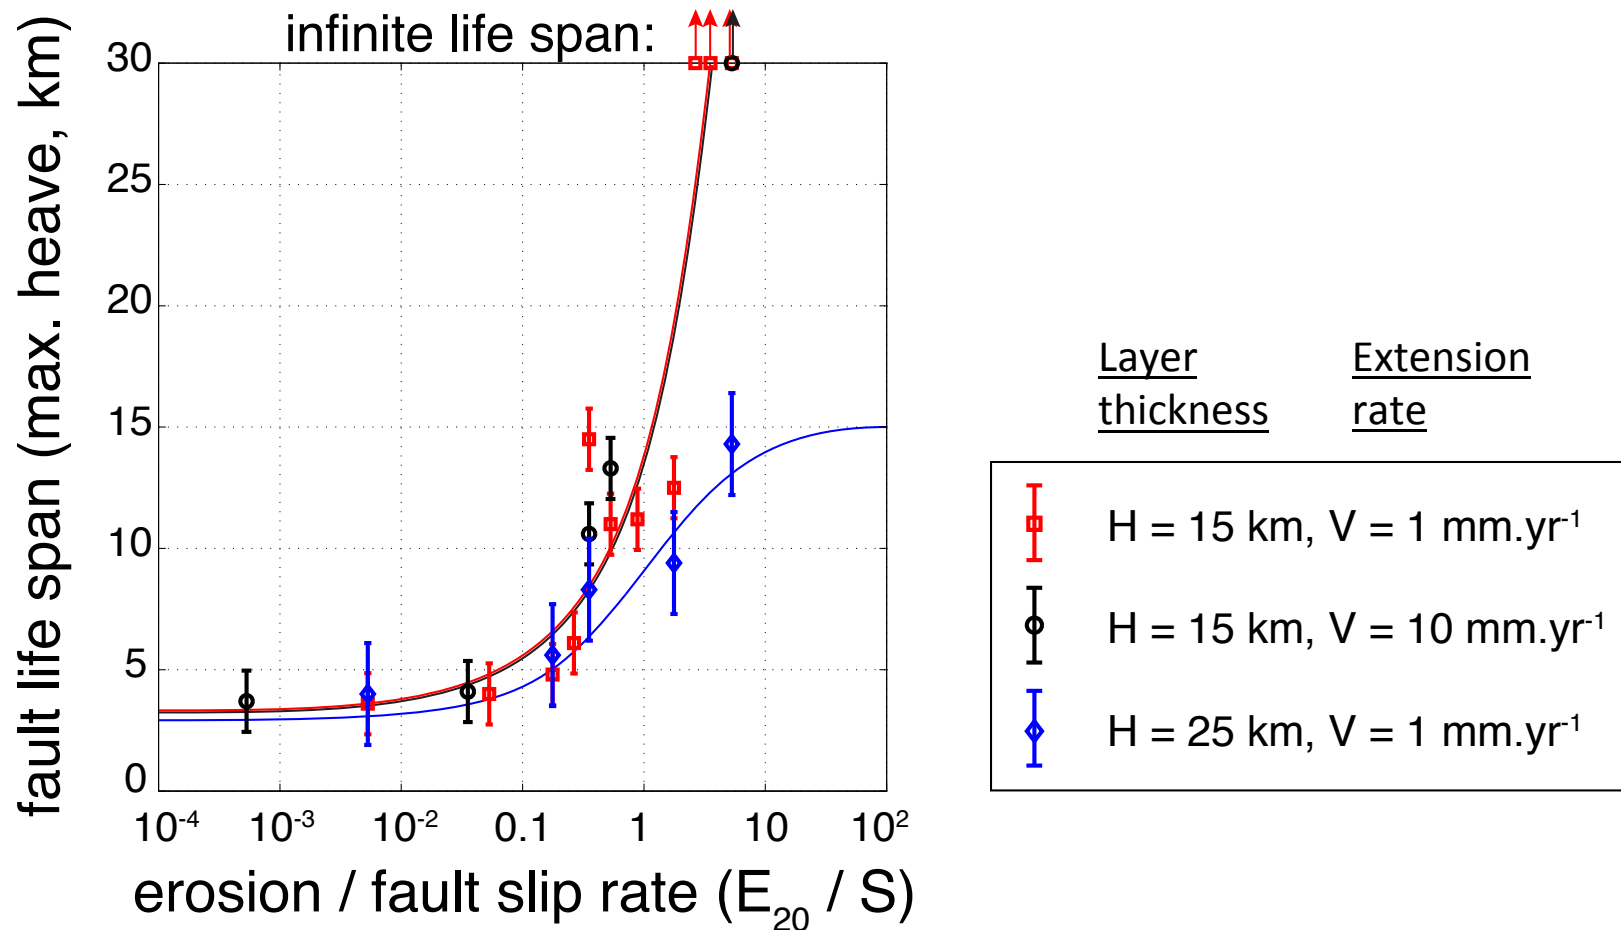 infinite life span:
fault life span (max. heave, km)
30
25
20
15
10
5
0
10⁻⁴ 10⁻³ 10⁻² 0.1 1 10 10²
erosion / fault slip rate (E₂₀ / S)
Layer thickness
Extension rate
H = 15 km, V = 1 mm.yr⁻¹
H = 15 km, V = 10 mm.yr⁻¹
H = 25 km, V = 1 mm.yr⁻¹